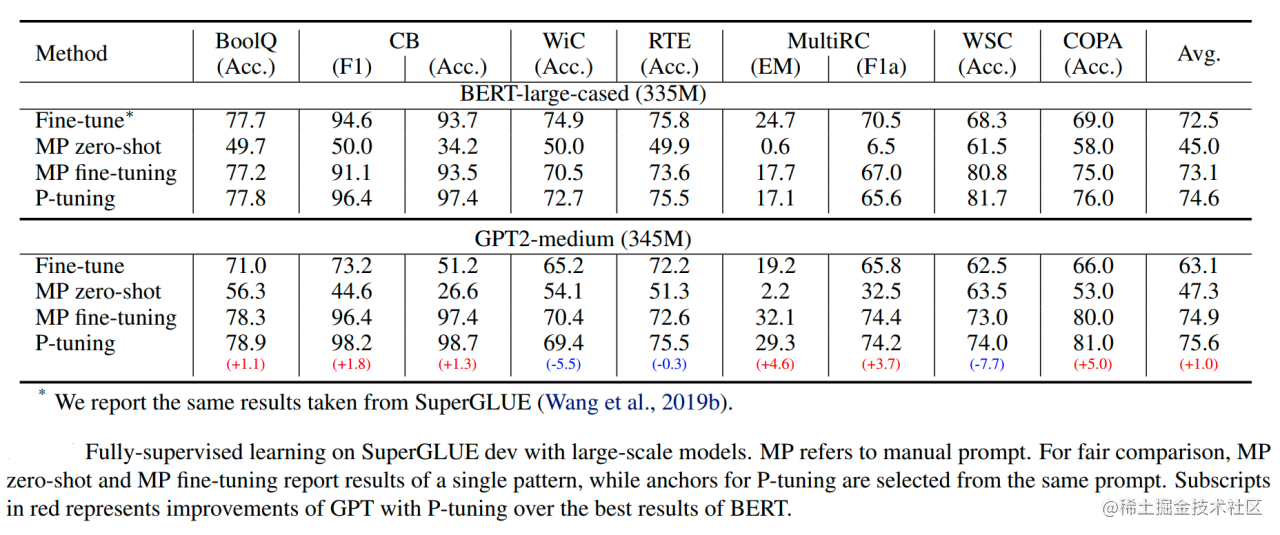 Method BoolQ CB WiC RTE MultiRC WSC COPA Avg.
(Acc.) (F1) (Acc.) (Acc.) (Acc.) (EM) (F1a) (Acc.) (Acc.)
BERT-large-cased (335M)
Fine-tune* 77.7 94.6 93.7 74.9 75.8 24.7 70.5 68.3 69.0 72.5
MP zero-shot 49.7 50.0 34.2 50.0 49.9 0.6 6.5 61.5 58.0 45.0
MP fine-tuning 77.2 91.1 93.5 70.5 73.6 17.7 67.0 80.8 75.0 73.1
P-tuning 77.8 96.4 97.4 72.7 75.5 17.1 65.6 81.7 76.0 74.6
GPT2-medium (345M)
Fine-tune 71.0 73.2 51.2 65.2 72.2 19.2 65.8 62.5 66.0 63.1
MP zero-shot 56.3 44.6 26.6 54.1 51.3 2.2 32.5 63.5 53.0 47.3
MP fine-tuning 78.3 96.4 97.4 70.4 72.6 32.1 74.4 73.0 80.0 74.9
P-tuning 78.9 98.2 98.7 69.4 75.5 29.3 74.2 74.0 81.0 75.6
(+1.1) (+1.8) (+1.3) (-5.5) (-0.3) (+4.6) (+3.7) (-7.7) (+5.0) (+1.0)
* We report the same results taken from SuperGLUE (Wang et al., 2019b).
Fully-supervised learning on SuperGLUE dev with large-scale models. MP refers to manual prompt. For fair comparison, MP
zero-shot and MP fine-tuning report results of a single pattern, while anchors for P-tuning are selected from the same prompt. Subscripts
in red represents improvements of GPT with P-tuning over the best results of BERT.
@稀土掘金技术社区